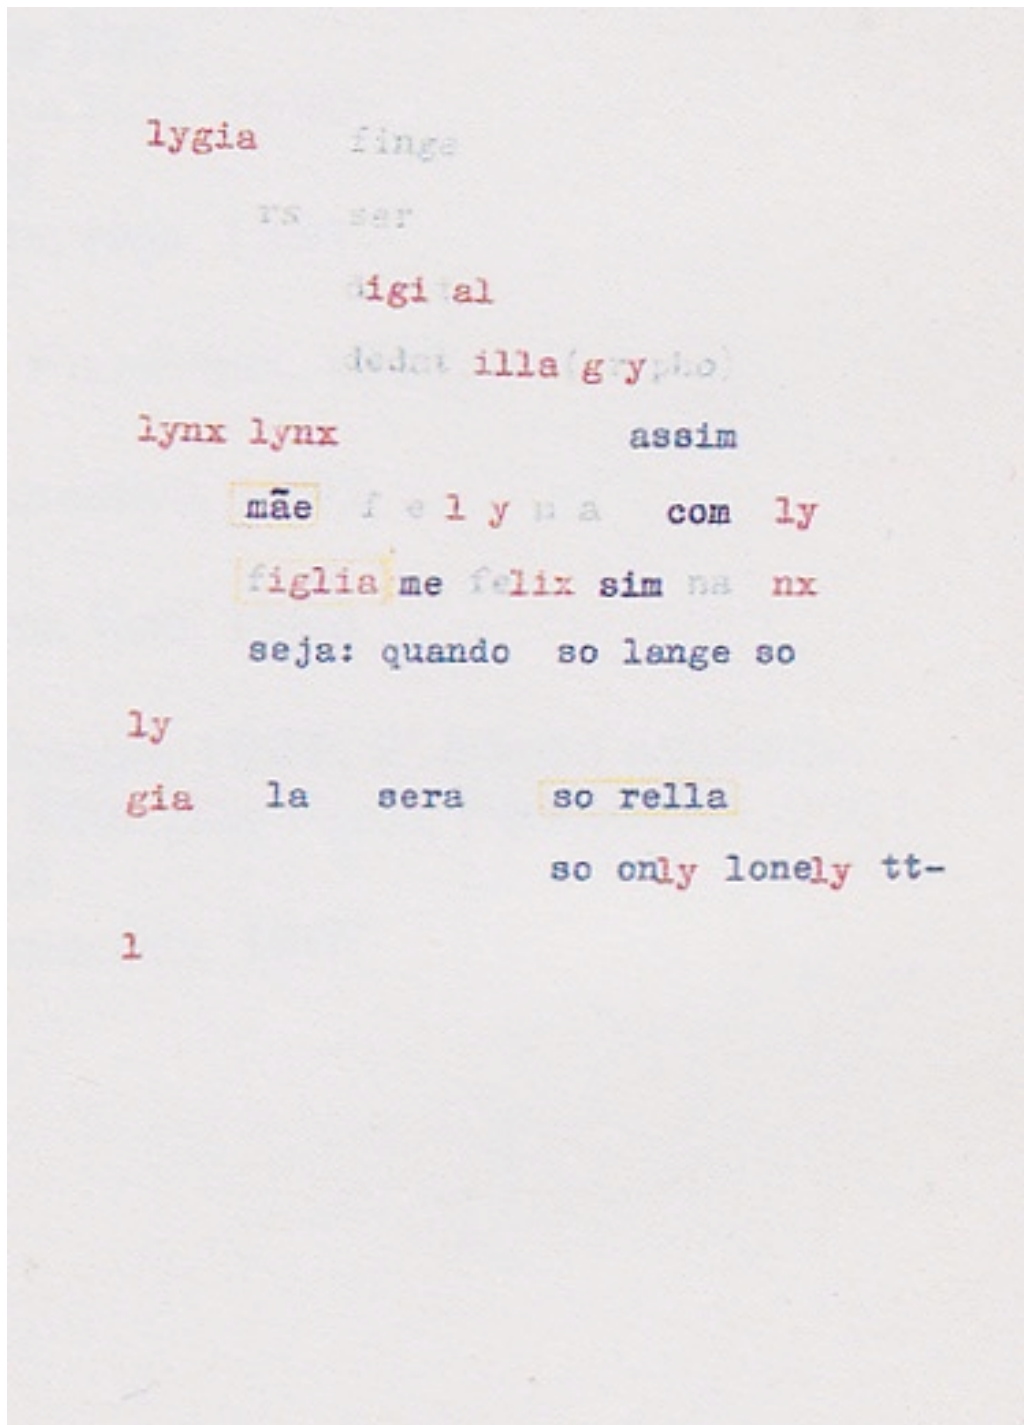 lygia finge
rs ser
digital
dedat illa(grypho)
lynx lynx assim
mãe felyna com ly
figlia me felix sim na nx
seja: quando so lange so
ly
gia la sera so rella
so only lonely tt-
l